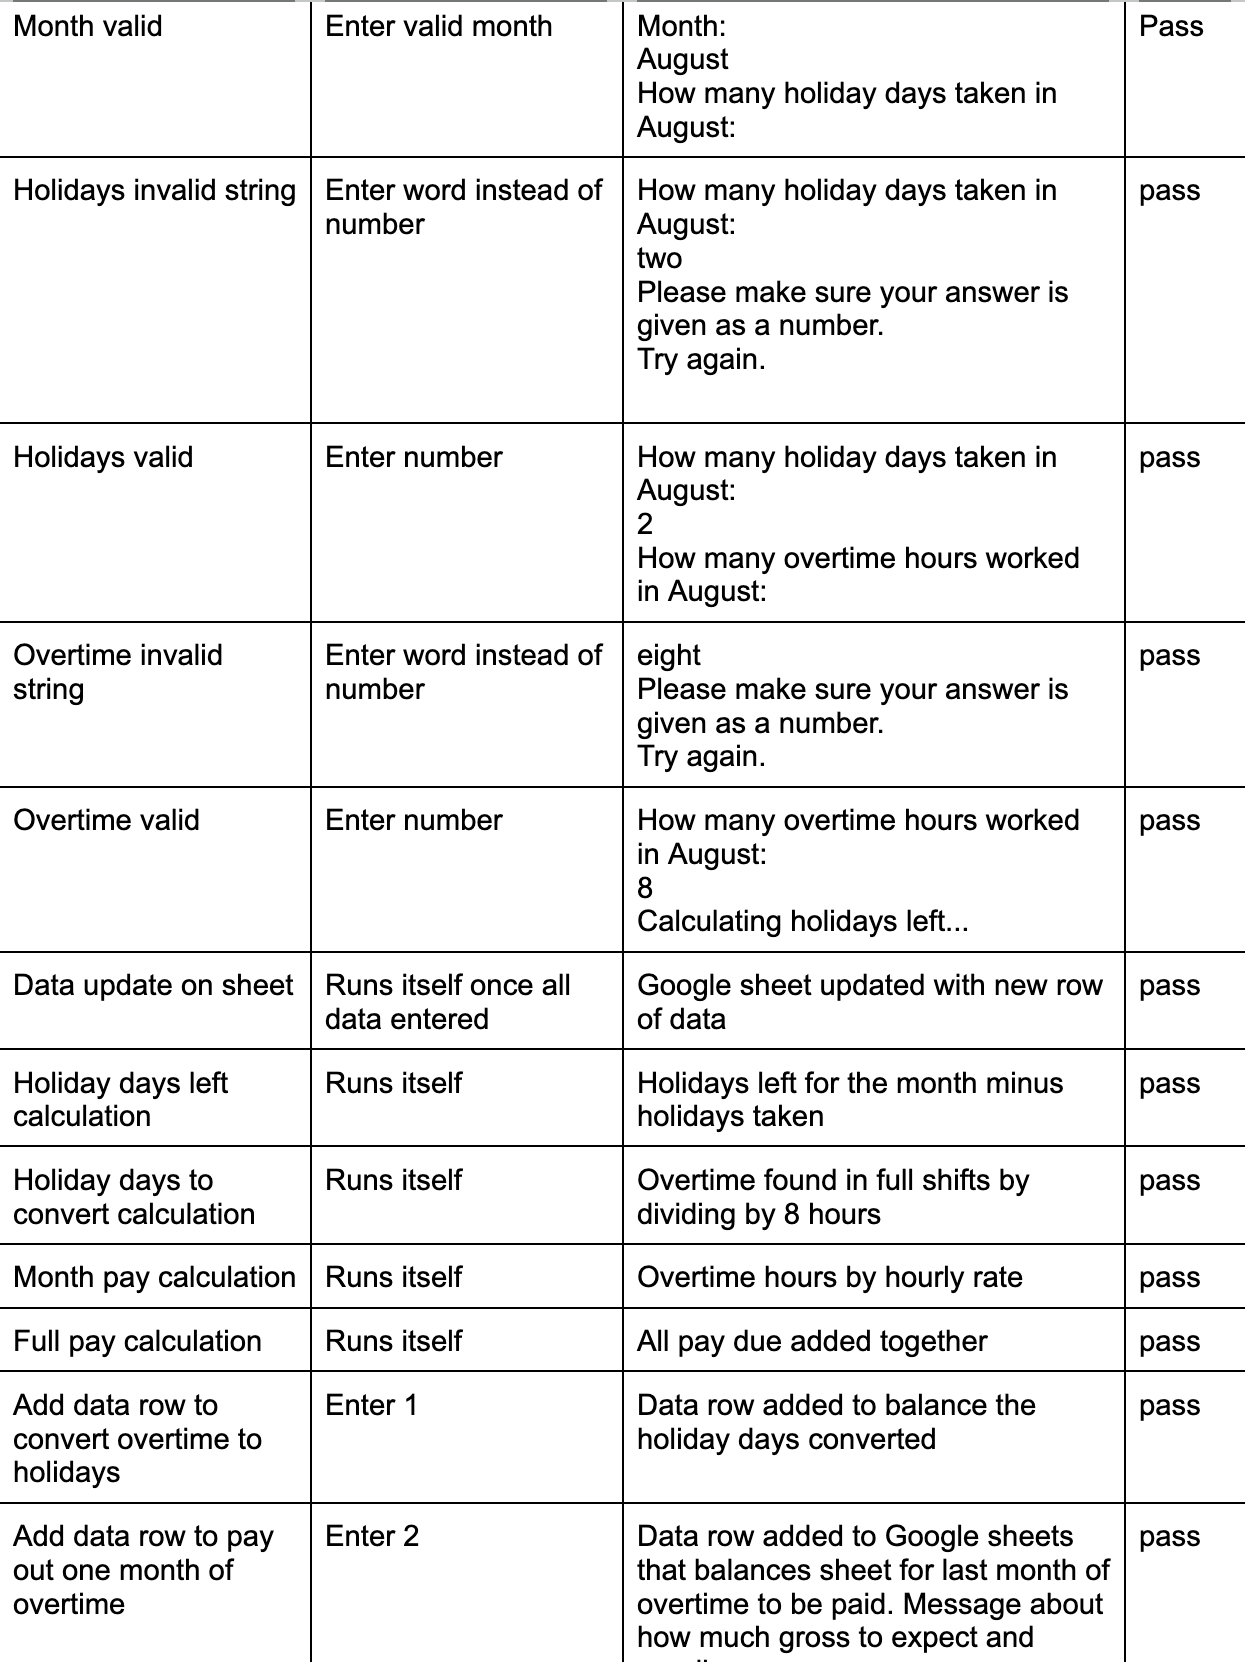 Month valid
Enter valid month
Month:
August
How many holiday days taken in
August:
Pass
Holidays invalid string
Enter word instead of
number
How many holiday days taken in
August:
two
Please make sure your answer is
given as a number.
Try again.
pass
Holidays valid
Enter number
How many holiday days taken in
August:
2
How many overtime hours worked
in August:
pass
Overtime invalid
string
Enter word instead of
number
eight
Please make sure your answer is
given as a number.
Try again.
pass
Overtime valid
Enter number
How many overtime hours worked
in August:
8
Calculating holidays left...
pass
Data update on sheet
Runs itself once all
data entered
Google sheet updated with new row
of data
pass
Holiday days left
calculation
Runs itself
Holidays left for the month minus
holidays taken
pass
Holiday days to
convert calculation
Runs itself
Overtime found in full shifts by
dividing by 8 hours
pass
Month pay calculation
Runs itself
Overtime hours by hourly rate
pass
Full pay calculation
Runs itself
All pay due added together
pass
Add data row to
convert overtime to
holidays
Enter 1
Data row added to balance the
holiday days converted
pass
Add data row to pay
out one month of
overtime
Enter 2
Data row added to Google sheets
that balances sheet for last month of
overtime to be paid. Message about
how much gross to expect and
pass